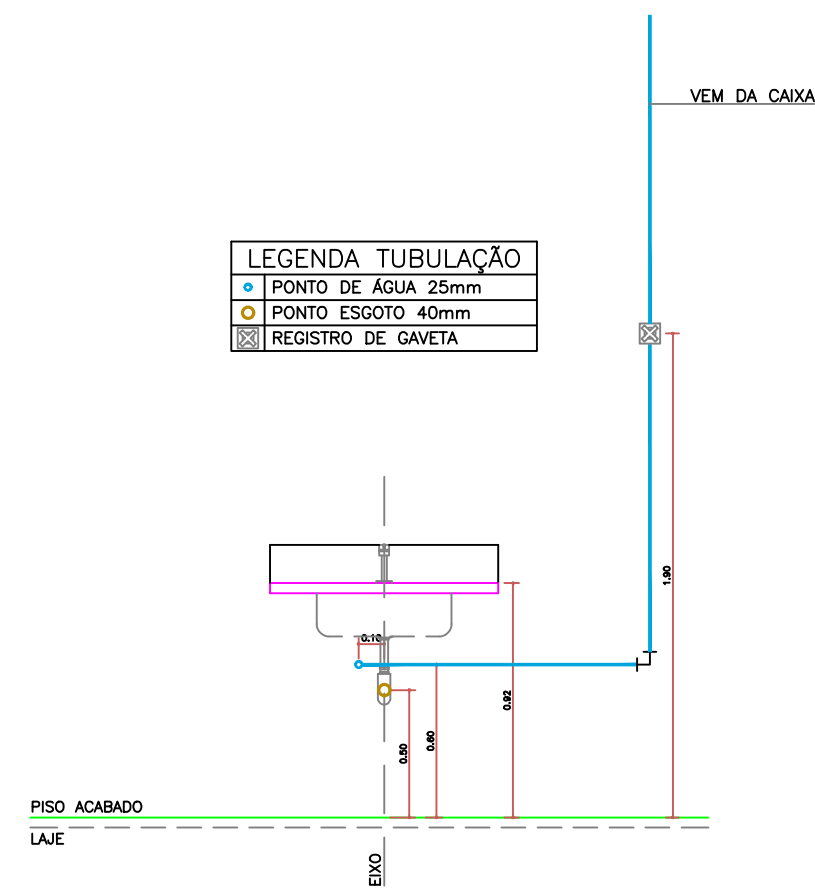 VEM DA CAIXA
LEGENDA TUBULAÇÃO
PONTO DE ÁGUA 25mm
PONTO ESGOTO 40mm
REGISTRO DE GAVETA
1.90
0.10
0.92
0.60
0.50
PISO ACABADO
LAJE
EIXO